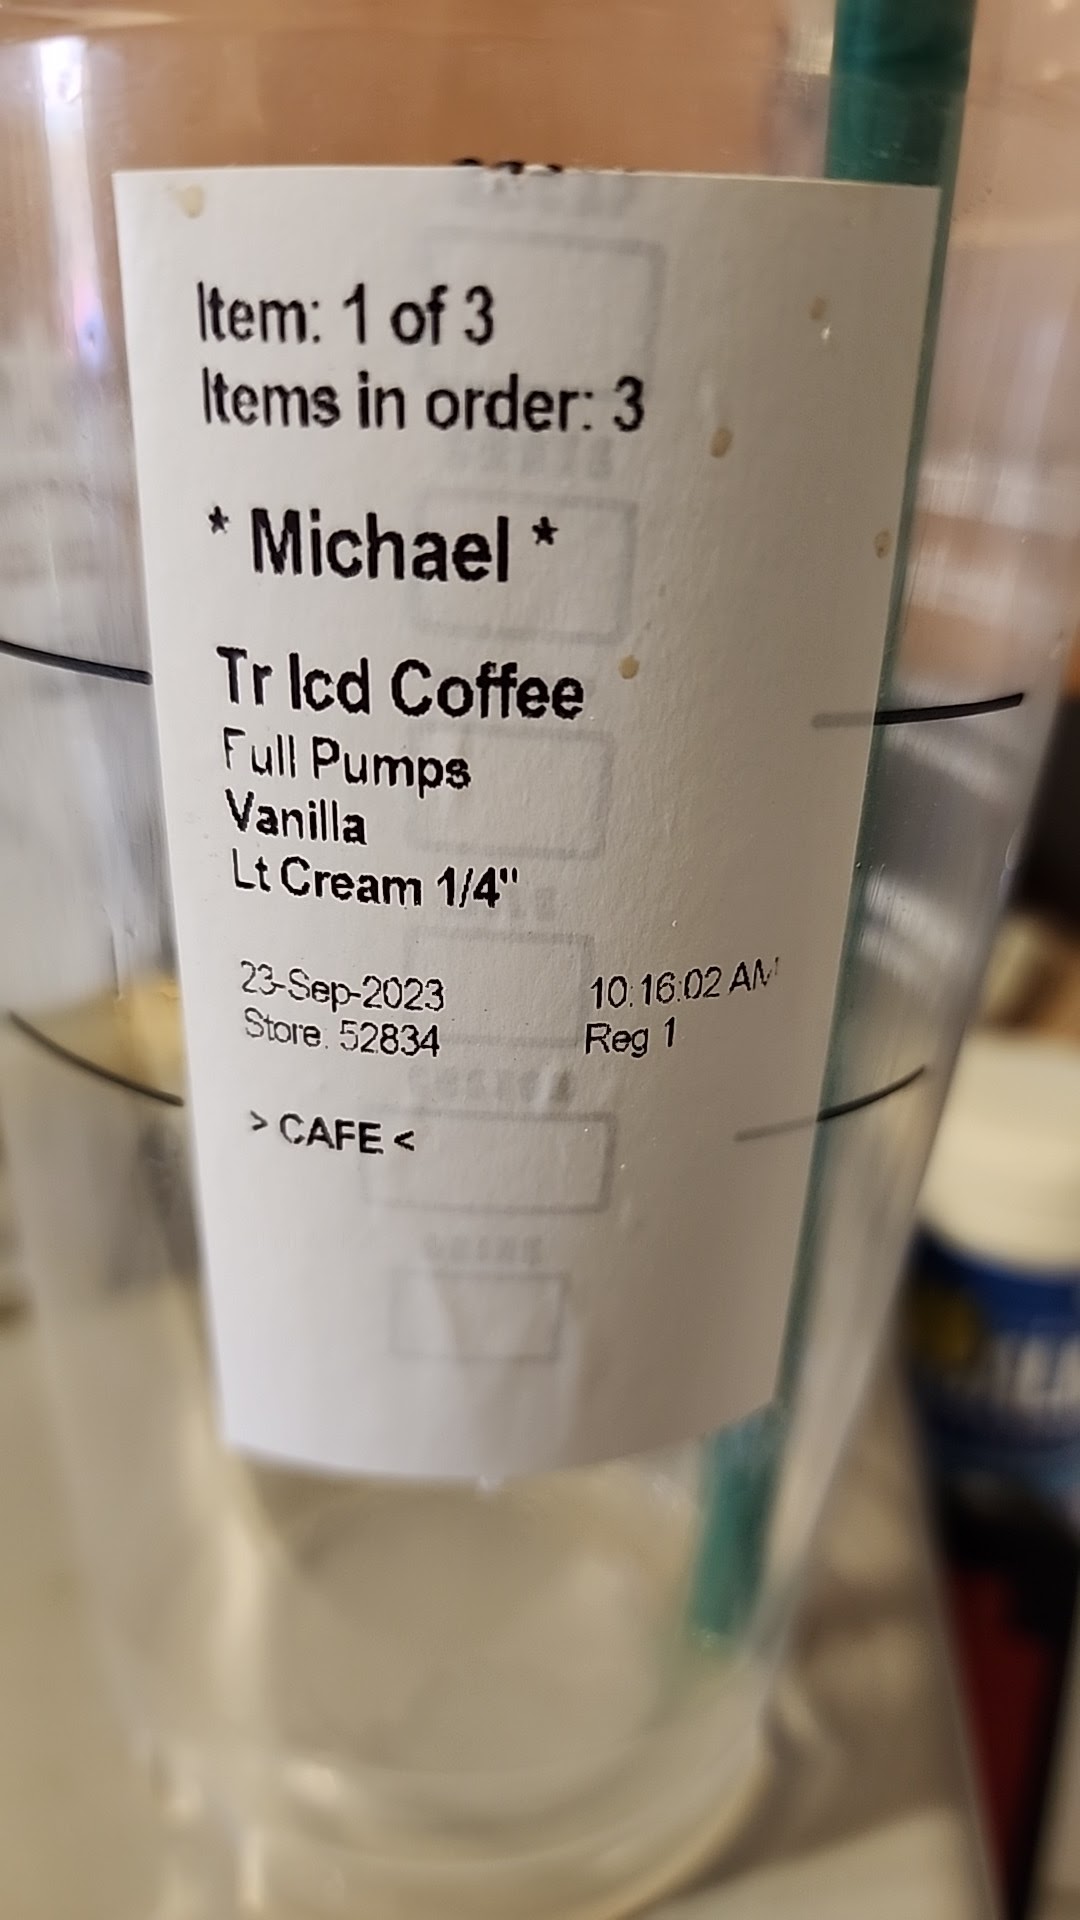 Item: 1 of 3
Items in order: 3
* Michael *
Tr Icd Coffee
Full Pumps
Vanilla
Lt Cream 1/4"
23-Sep-2023 10:16:02 AM
Store: 52834 Reg 1
> CAFE <